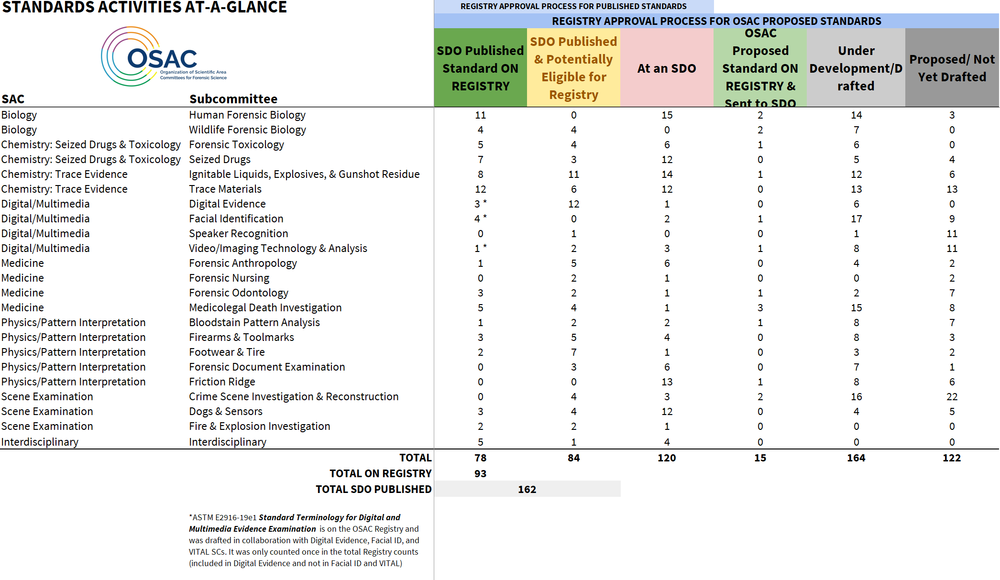 STANDARDS ACTIVITIES AT-A-GLANCE
REGISTRY APPROVAL PROCESS FOR PUBLISHED STANDARDS
REGISTRY APPROVAL PROCESS FOR OSAC PROPOSED STANDARDS
OSAC
Organization of Scientific Area
Committees for Forensic Science
SAC Subcommittee
SDO Published
Standard ON
REGISTRY
SDO Published
& Potentially
Eligible for
Registry
At an SDO
OSAC
Proposed
Standard ON
REGISTRY &
Sent to SDO
Under
Development/D
rafted
Proposed/ Not
Yet Drafted
Biology Human Forensic Biology 11 0 15 2 14 3
Biology Wildlife Forensic Biology 4 4 0 2 7 0
Chemistry: Seized Drugs & Toxicology Forensic Toxicology 5 4 6 1 6 0
Chemistry: Seized Drugs & Toxicology Seized Drugs 7 3 12 0 5 4
Chemistry: Trace Evidence Ignitable Liquids, Explosives, & Gunshot Residue 8 11 14 1 12 6
Chemistry: Trace Evidence Trace Materials 12 6 12 0 13 13
Digital/Multimedia Digital Evidence 3 * 12 1 0 6 0
Digital/Multimedia Facial Identification 4 * 0 2 1 17 9
Digital/Multimedia Speaker Recognition 0 1 0 0 1 11
Digital/Multimedia Video/Imaging Technology & Analysis 1 * 2 3 1 8 11
Medicine Forensic Anthropology 1 5 6 0 4 2
Medicine Forensic Nursing 0 2 1 0 0 2
Medicine Forensic Odontology 3 2 1 1 2 7
Medicine Medicolegal Death Investigation 5 4 1 3 15 8
Physics/Pattern Interpretation Bloodstain Pattern Analysis 1 2 2 1 8 7
Physics/Pattern Interpretation Firearms & Toolmarks 3 5 4 0 8 3
Physics/Pattern Interpretation Footwear & Tire 2 7 1 0 3 2
Physics/Pattern Interpretation Forensic Document Examination 0 3 6 0 7 1
Physics/Pattern Interpretation Friction Ridge 0 0 13 1 8 6
Scene Examination Crime Scene Investigation & Reconstruction 0 4 3 2 16 22
Scene Examination Dogs & Sensors 3 4 12 0 4 5
Scene Examination Fire & Explosion Investigation 2 2 1 0 0 0
Interdisciplinary Interdisciplinary 5 1 4 0 0 0
TOTAL 78 84 120 15 164 122
TOTAL ON REGISTRY 93
TOTAL SDO PUBLISHED 162
*ASTM E2916-19e1 Standard Terminology for Digital and
Multimedia Evidence Examination is on the OSAC Registry and
was drafted in collaboration with Digital Evidence, Facial ID, and
VITAL SCs. It was only counted once in the total Registry counts
(included in Digital Evidence and not in Facial ID and VITAL)